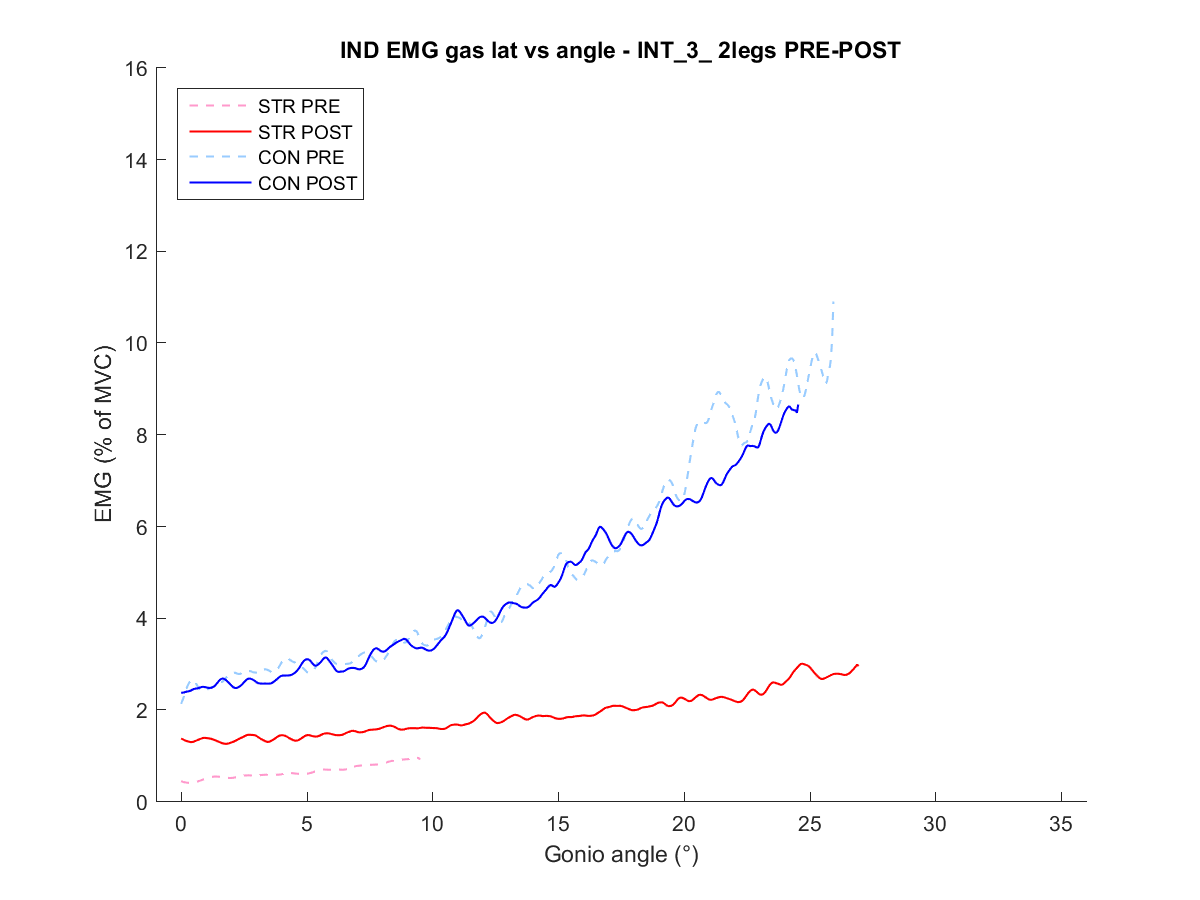 IND EMG gas lat vs angle - INT_3_ 2legs PRE-POST
16
14
12
10
8
6
4
2
0
EMG (% of MVC)
STR PRE
STR POST
CON PRE
CON POST
0 5 10 15 20 25 30 35
Gonio angle (°)